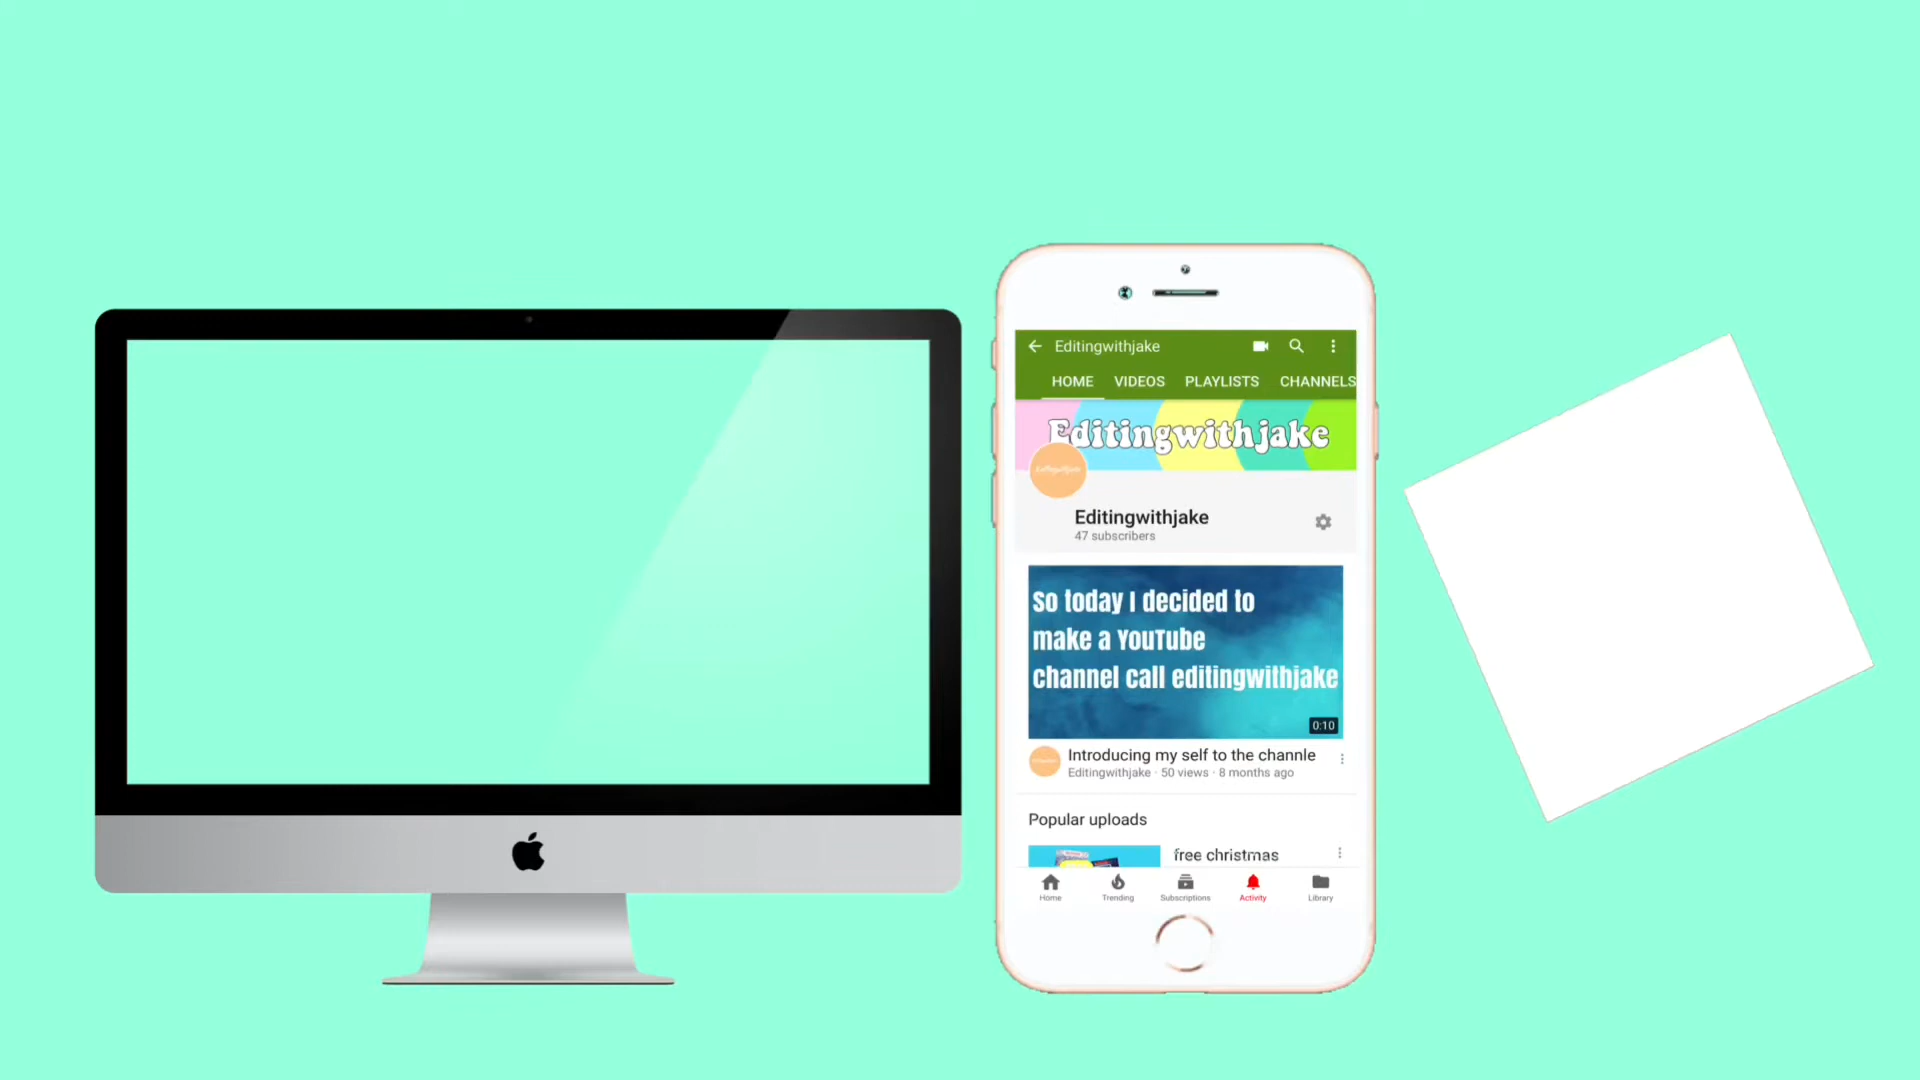 Editingwithjake
HOME VIDEOS PLAYLISTS CHANNELS
Editingwithjake
Editingwithjake
47 subscribers
So today I decided to
make a YouTube
channel call editingwithjake
0:10
Introducing my self to the channle
Editingwithjake · 50 views · 8 months ago
Popular uploads
free christmas
Home Trending Subscriptions Activity Library